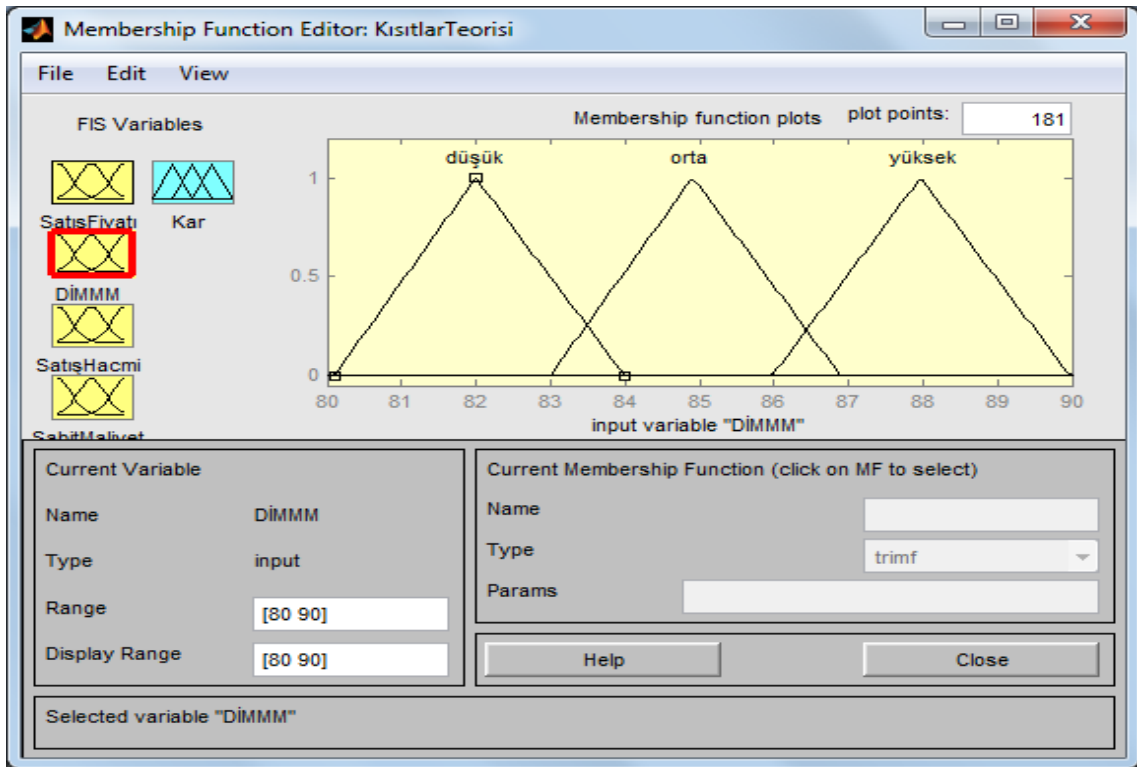 Membership Function Editor: KısıtlarTeorisi
File Edit View
FIS Variables
Membership function plots plot points: 181
SatısFiyatı Kar
DİMMM
SatışHacmi
SabitMaliyet
düşük orta yüksek
1
0.5
0
80 81 82 83 84 85 86 87 88 89 90
input variable "DİMMM"
Current Variable
Name DİMMM
Type input
Range [80 90]
Display Range [80 90]
Current Membership Function (click on MF to select)
Name
Type trimf
Params
Help Close
Selected variable "DİMMM"